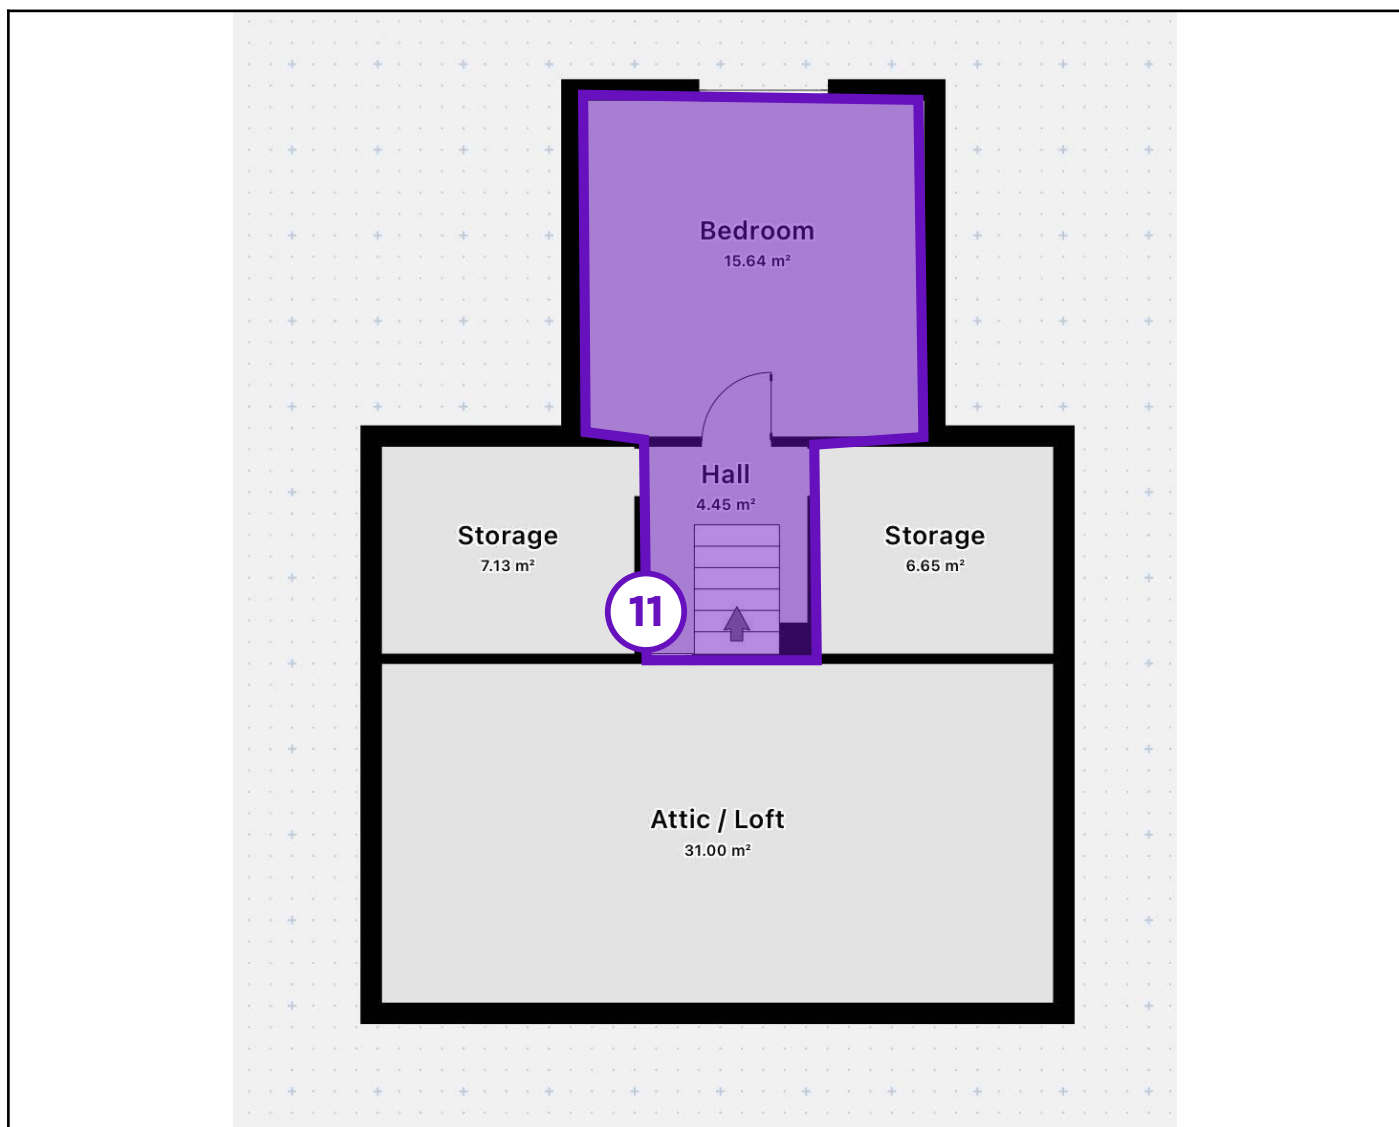 Bedroom
15.64 m²
Hall
4.45 m²
Storage
7.13 m²
Storage
6.65 m²
11
Attic / Loft
31.00 m²